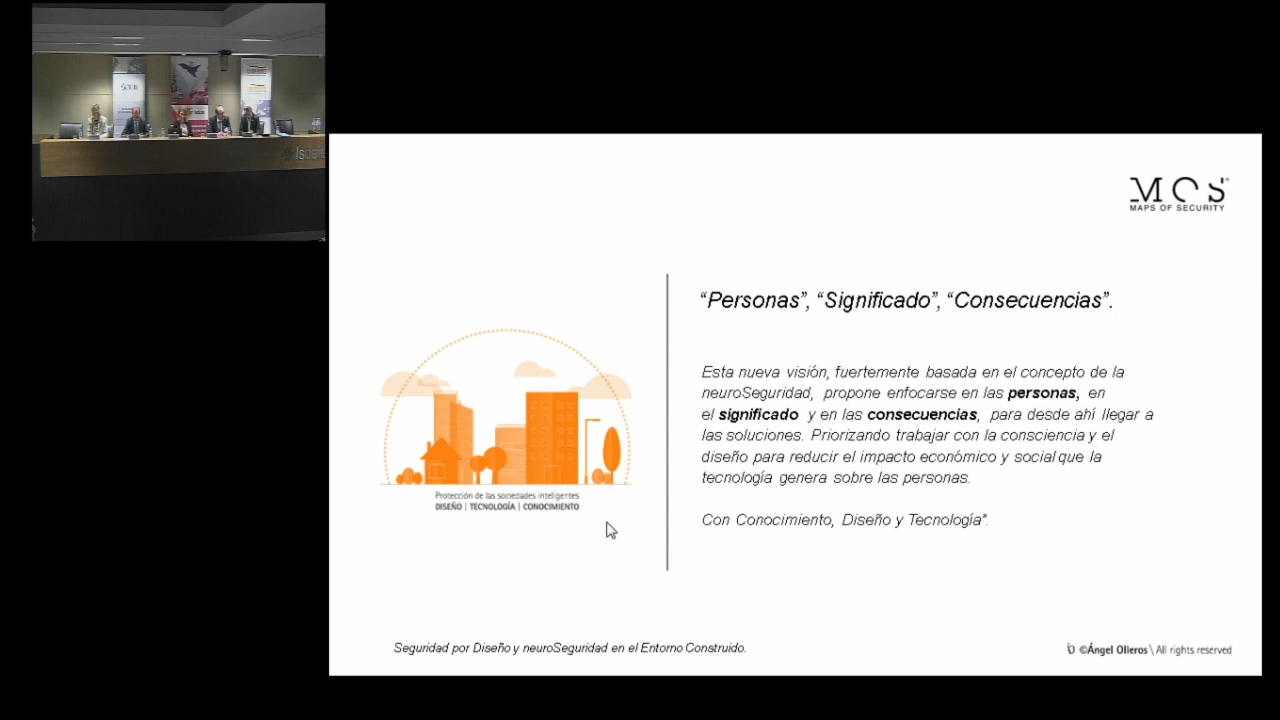 MOS
MAPS OF SECURITY
“Personas”, “Significado”, “Consecuencias”.
Esta nueva visión, fuertemente basada en el concepto de la
neuroSeguridad, propone enfocarse en las personas, en
el significado y en las consecuencias, para desde ahí llegar a
las soluciones. Priorizando trabajar con la consciencia y el
diseño para reducir el impacto económico y social que la
tecnología genera sobre las personas.
Con Conocimiento, Diseño y Tecnología”.
Protección de las sociedades inteligentes
DISEÑO | TECNOLOGÍA | CONOCIMIENTO
Seguridad por Diseño y neuroSeguridad en el Entorno Construido.
©Ángel Olleros \ All rights reserved